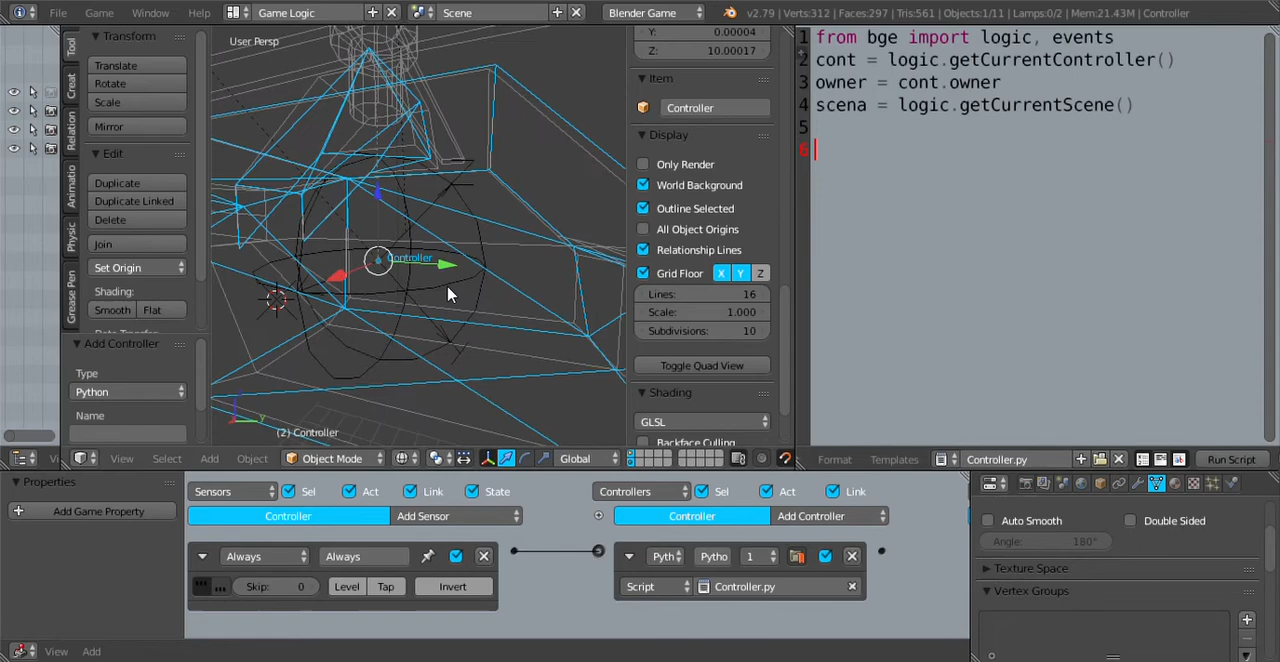 File Game Window Help Game Logic Scene Blender Game v2.79 | Verts:312 | Faces:297 | Tris:561 | Objects:1/11 | Lamps:0/2 | Mem:21.43M | Controller
Tool
Creat
Relation
Animatio
Physic
Grease Pen
Transform
Translate
Rotate
Scale
Mirror
Edit
Duplicate
Duplicate Linked
Delete
Join
Set Origin
Shading:
Smooth Flat
Add Controller
Type
Python
Name
User Persp
Controller
(2) Controller
Y: 0.00004
Z: 10.00017
Item
Controller
Display
Only Render
World Background
Outline Selected
All Object Origins
Relationship Lines
Grid Floor X Y Z
Lines: 16
Scale: 1.000
Subdivisions: 10
Toggle Quad View
Shading
GLSL
Backface Culling
1 from bge import logic, events
2 cont = logic.getCurrentController()
3 owner = cont.owner
4 scena = logic.getCurrentScene()
5
6
View Select Add Object Object Mode Global
Format Templates Controller.py Run Script
Properties
Add Game Property
Sensors Sel Act Link State
Controller Add Sensor
Always Always
Skip: 0 Level Tap Invert
Controllers Sel Act Link
Controller Add Controller
Pyth Pytho 1
Script Controller.py
Auto Smooth Double Sided
Angle: 180°
Texture Space
Vertex Groups
View Add